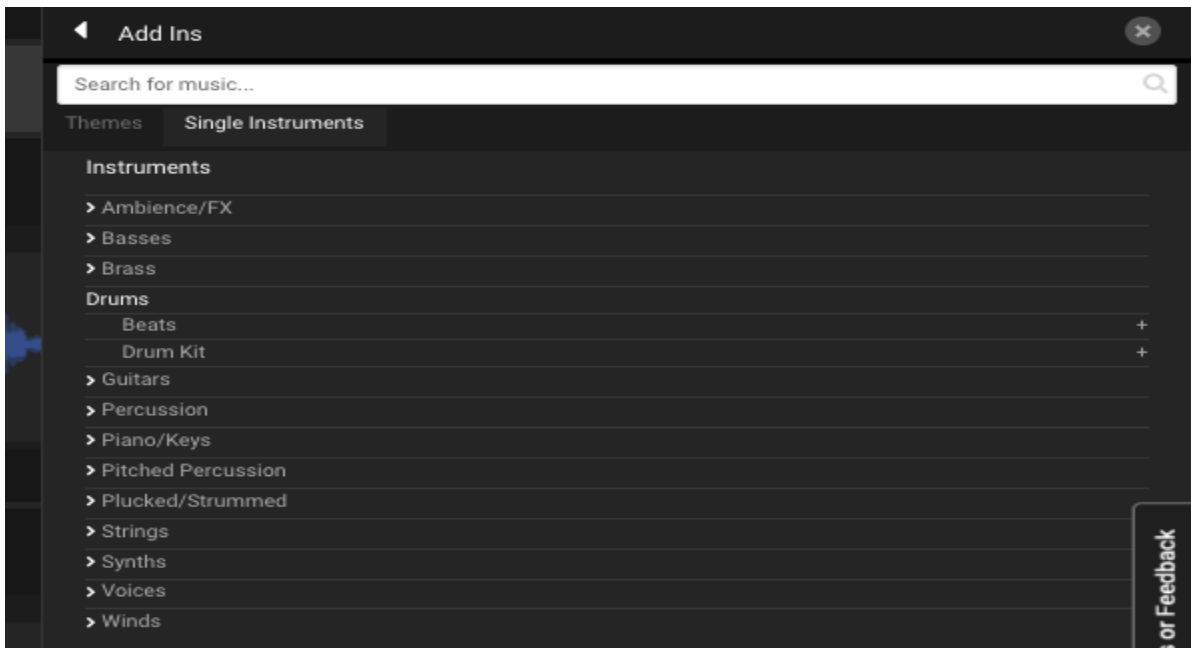 Add Ins
Search for music...
Themes Single Instruments
Instruments
Ambience/FX
Basses
Brass
Drums
Beats +
Drum Kit +
Guitars
Percussion
Piano/Keys
Pitched Percussion
Plucked/Strummed
Strings
Synths
Voices
Winds
s or Feedback